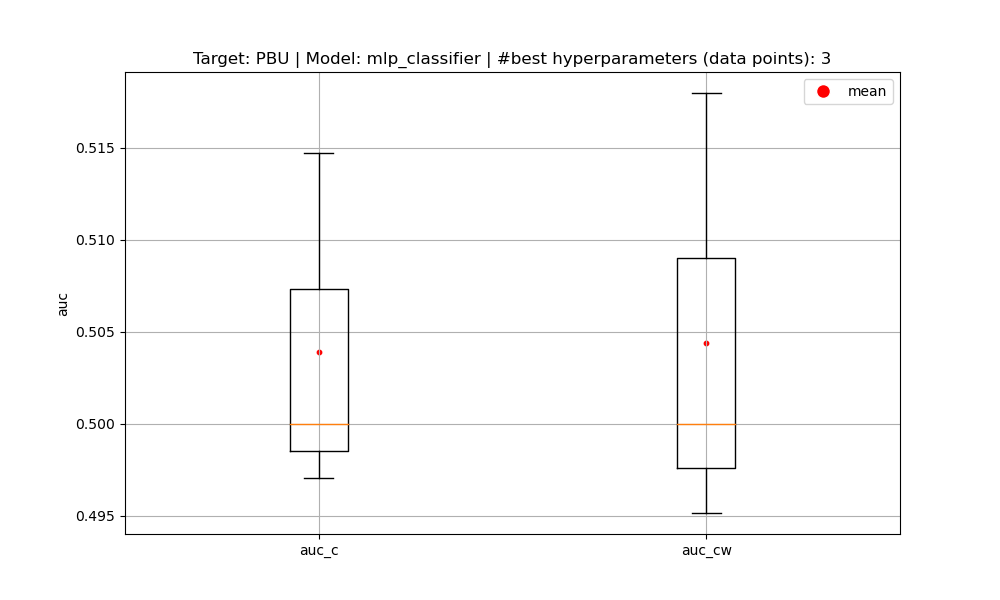 Target: PBU | Model: mlp_classifier | #best hyperparameters (data points): 3
mean
0.515
0.510
0.505
0.500
0.495
auc
auc_c
auc_cw